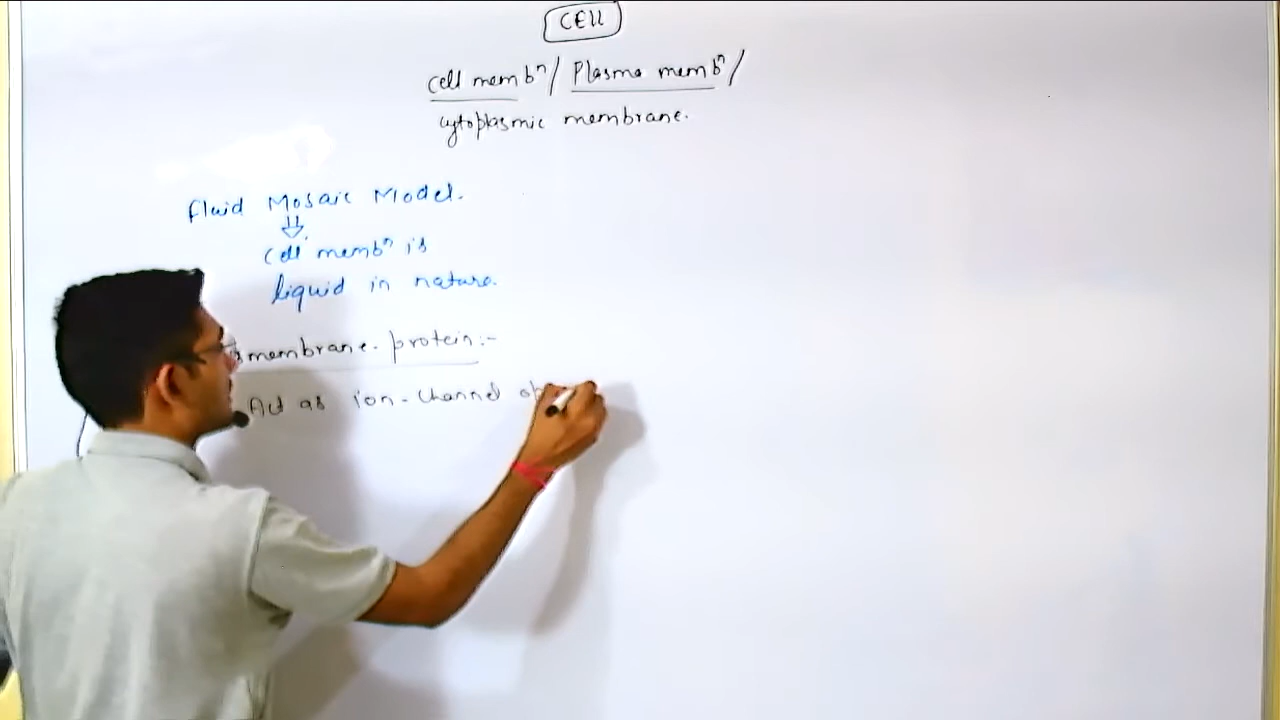 CELL
Cell membⁿ/ Plasma membⁿ/
cytoplasmic membrane.
Fluid Mosaic Model.
⇓
Cell membⁿ is
liquid in nature.
membrane protein:-
Act as ion-channel